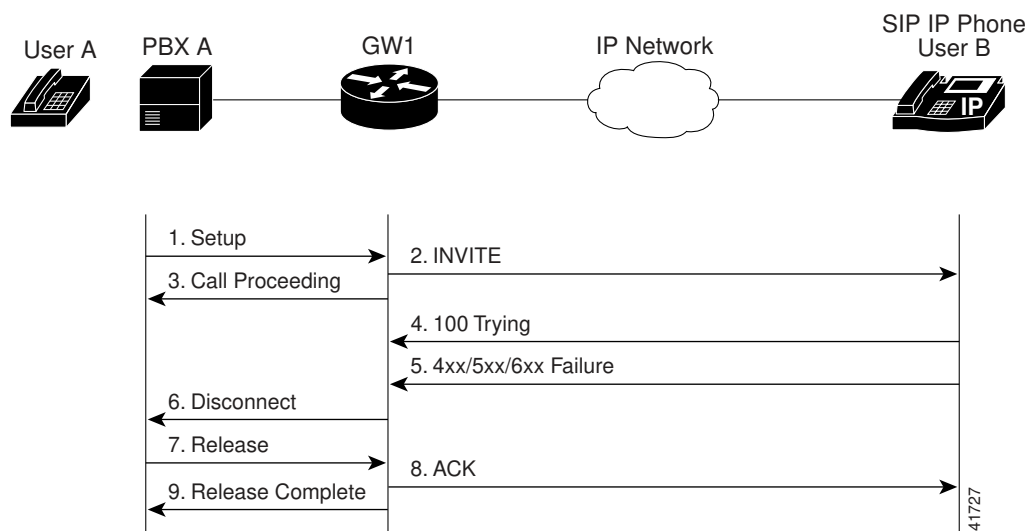 User A
PBX A
GW1
IP Network
SIP IP Phone
User B
IP
1. Setup
2. INVITE
3. Call Proceeding
4. 100 Trying
5. 4xx/5xx/6xx Failure
6. Disconnect
7. Release
8. ACK
9. Release Complete
41727